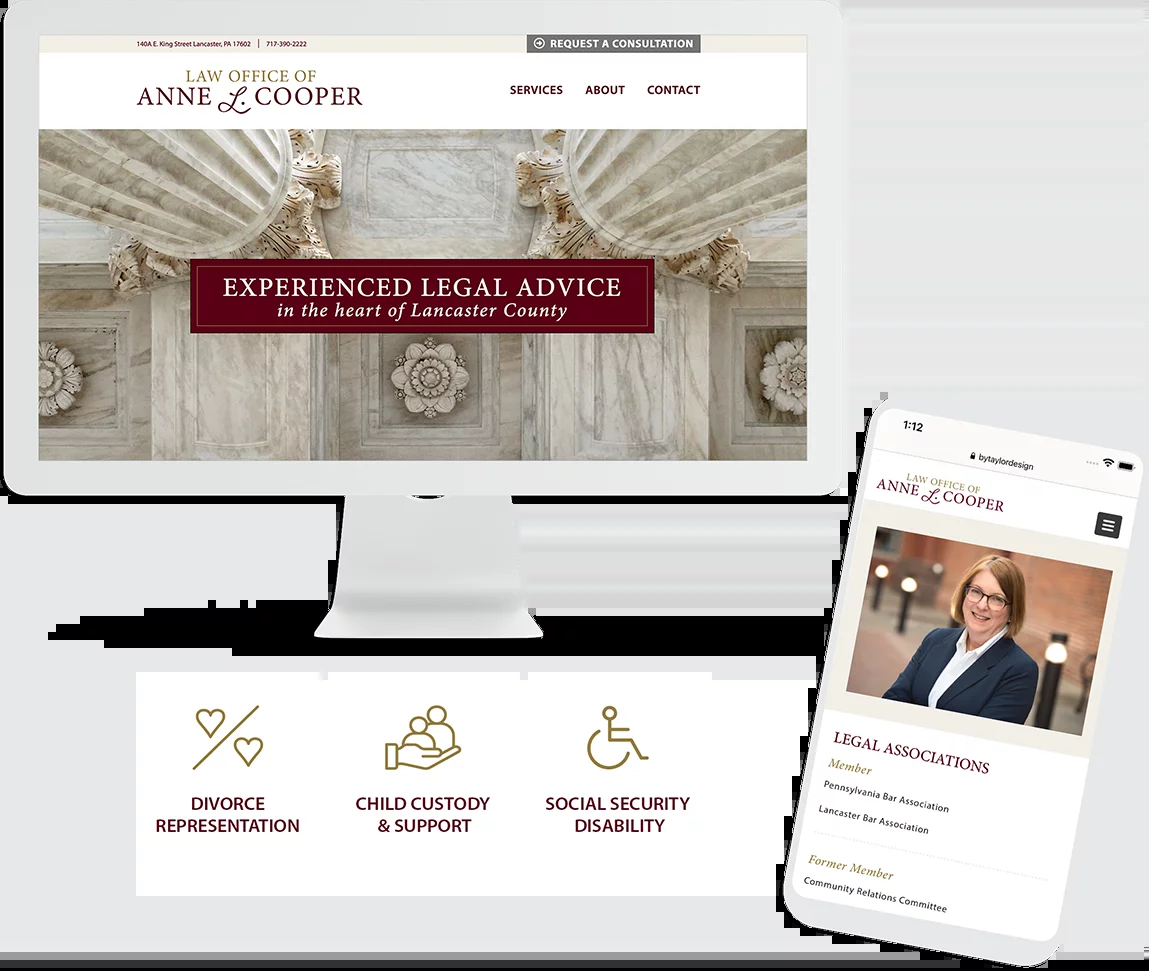 140A E. King Street Lancaster, PA 17602 | 717-390-2222
REQUEST A CONSULTATION
LAW OFFICE OF
ANNE L. COOPER
SERVICES ABOUT CONTACT
EXPERIENCED LEGAL ADVICE
in the heart of Lancaster County
DIVORCE
REPRESENTATION
CHILD CUSTODY
& SUPPORT
SOCIAL SECURITY
DISABILITY
1:12
bytaylordesign
LAW OFFICE OF
ANNE L. COOPER
LEGAL ASSOCIATIONS
Member
Pennsylvania Bar Association
Lancaster Bar Association
Former Member
Community Relations Committee